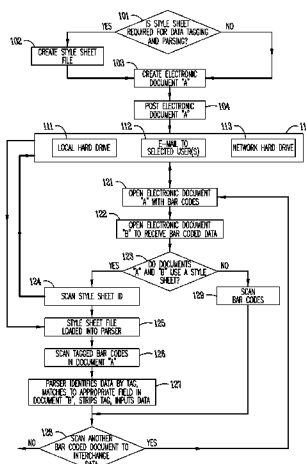 101
IS STYLE SHEET
REQUIRED FOR DATA TAGGING
AND PARSING?
YES
NO
102
CREATE STYLE SHEET
FILE
103
CREATE ELECTRONIC
DOCUMENT "A"
POST ELECTRONIC
DOCUMENT "A"
104
111
112
113
11
LOCAL HARD DRIVE
E-MAIL TO
SELECTED USER(S)
NETWORK HARD DRIVE
121
OPEN ELECTRONIC DOCUMENT
"A" WITH BAR CODES
122
OPEN ELECTRONIC DOCUMENT
"B" TO RECEIVE BAR CODED DATA
123
YES
DO DOCUMENTS
"A" AND "B" USE A STYLE
SHEET?
NO
124
SCAN STYLE SHEET ID
129
SCAN
BAR CODES
STYLE SHEET FILE
LOADED INTO PARSER
125
SCAN TAGGED BAR CODES
IN DOCUMENT "A"
126
PARSER IDENTIFIES DATA BY TAG,
MATCHES TO APPROPRIATE FIELD IN
DOCUMENT "B", STRIPS TAG, INPUTS DATA
127
128
SCAN ANOTHER
BAR CODED DOCUMENT TO
INTERCHANGE
DATA
NO
YES